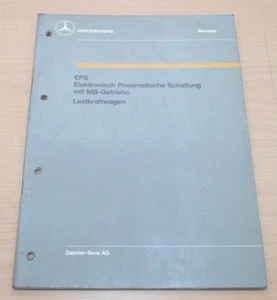 MERCEDES-BENZ Service
EPS
Elektronisch Pneumatische Schaltung
mit MB-Getriebe
Lastkraftwagen
Daimler-Benz AG